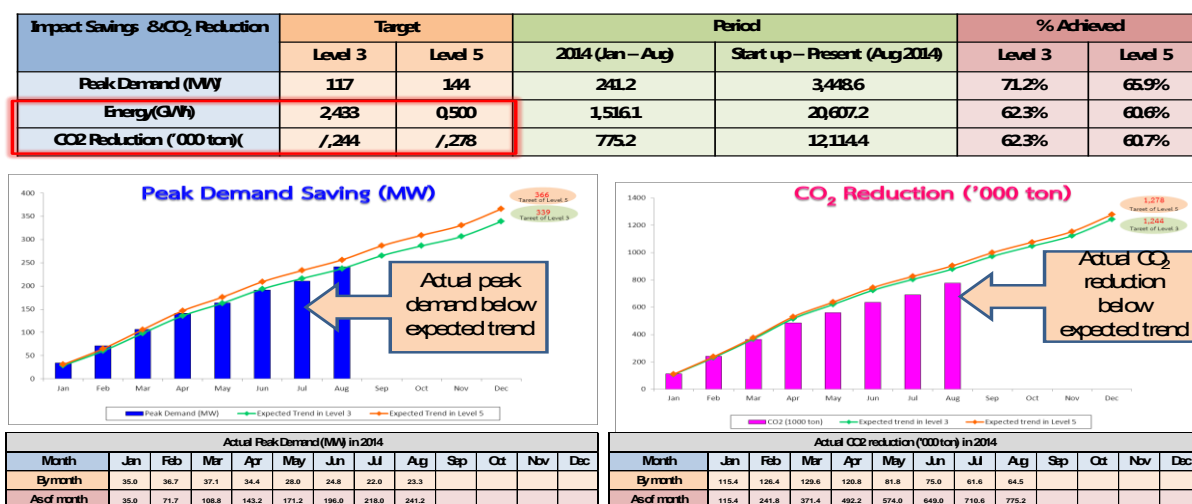 Impact Savings & CO2 Reduction Target Period % Achieved
Level 3 Level 5 2014 (Jan – Aug) Start up – Present (Aug 2014) Level 3 Level 5
Peak Demand (MW) 117 144 241.2 3,448.6 71.2% 65.9%
Energy(GWh) 2,433 0,500 1,516.1 20,607.2 62.3% 60.6%
CO2 Reduction ('000 ton)( /,244 /,278 775.2 12,114.4 62.3% 60.7%
Peak Demand Saving (MW)
400
350
300
250
200
150
100
50
0
366
Target of Level 5
339
Target of Level 3
Actual peak
demand below
expected trend
Jan Feb Mar Apr May Jun Jul Aug Sep Oct Nov Dec
Peak Demand (MW) Expected Trend in Level 3 Expected Trend in Level 5
CO2 Reduction ('000 ton)
1400
1200
1000
800
600
400
200
0
1,278
Target of Level 5
1,244
Target of Level 3
Actual CO2
reduction
below
expected trend
Jan Feb Mar Apr May Jun Jul Aug Sep Oct Nov Dec
CO2 (1000 ton) Expected trend in level 3 Expected Trend in Level 5
Actual Peak Demand (MW) in 2014
Month Jan Feb Mar Apr May Jun Jul Aug Sep Oct Nov Dec
By month 35.0 36.7 37.1 34.4 28.0 24.8 22.0 23.3
As of month 35.0 71.7 108.8 143.2 171.2 196.0 218.0 241.2
Actual CO2 reduction ('000 ton) in 2014
Month Jan Feb Mar Apr May Jun Jul Aug Sep Oct Nov Dec
By month 115.4 126.4 129.6 120.8 81.8 75.0 61.6 64.5
As of month 115.4 241.8 371.4 492.2 574.0 649.0 710.6 775.2